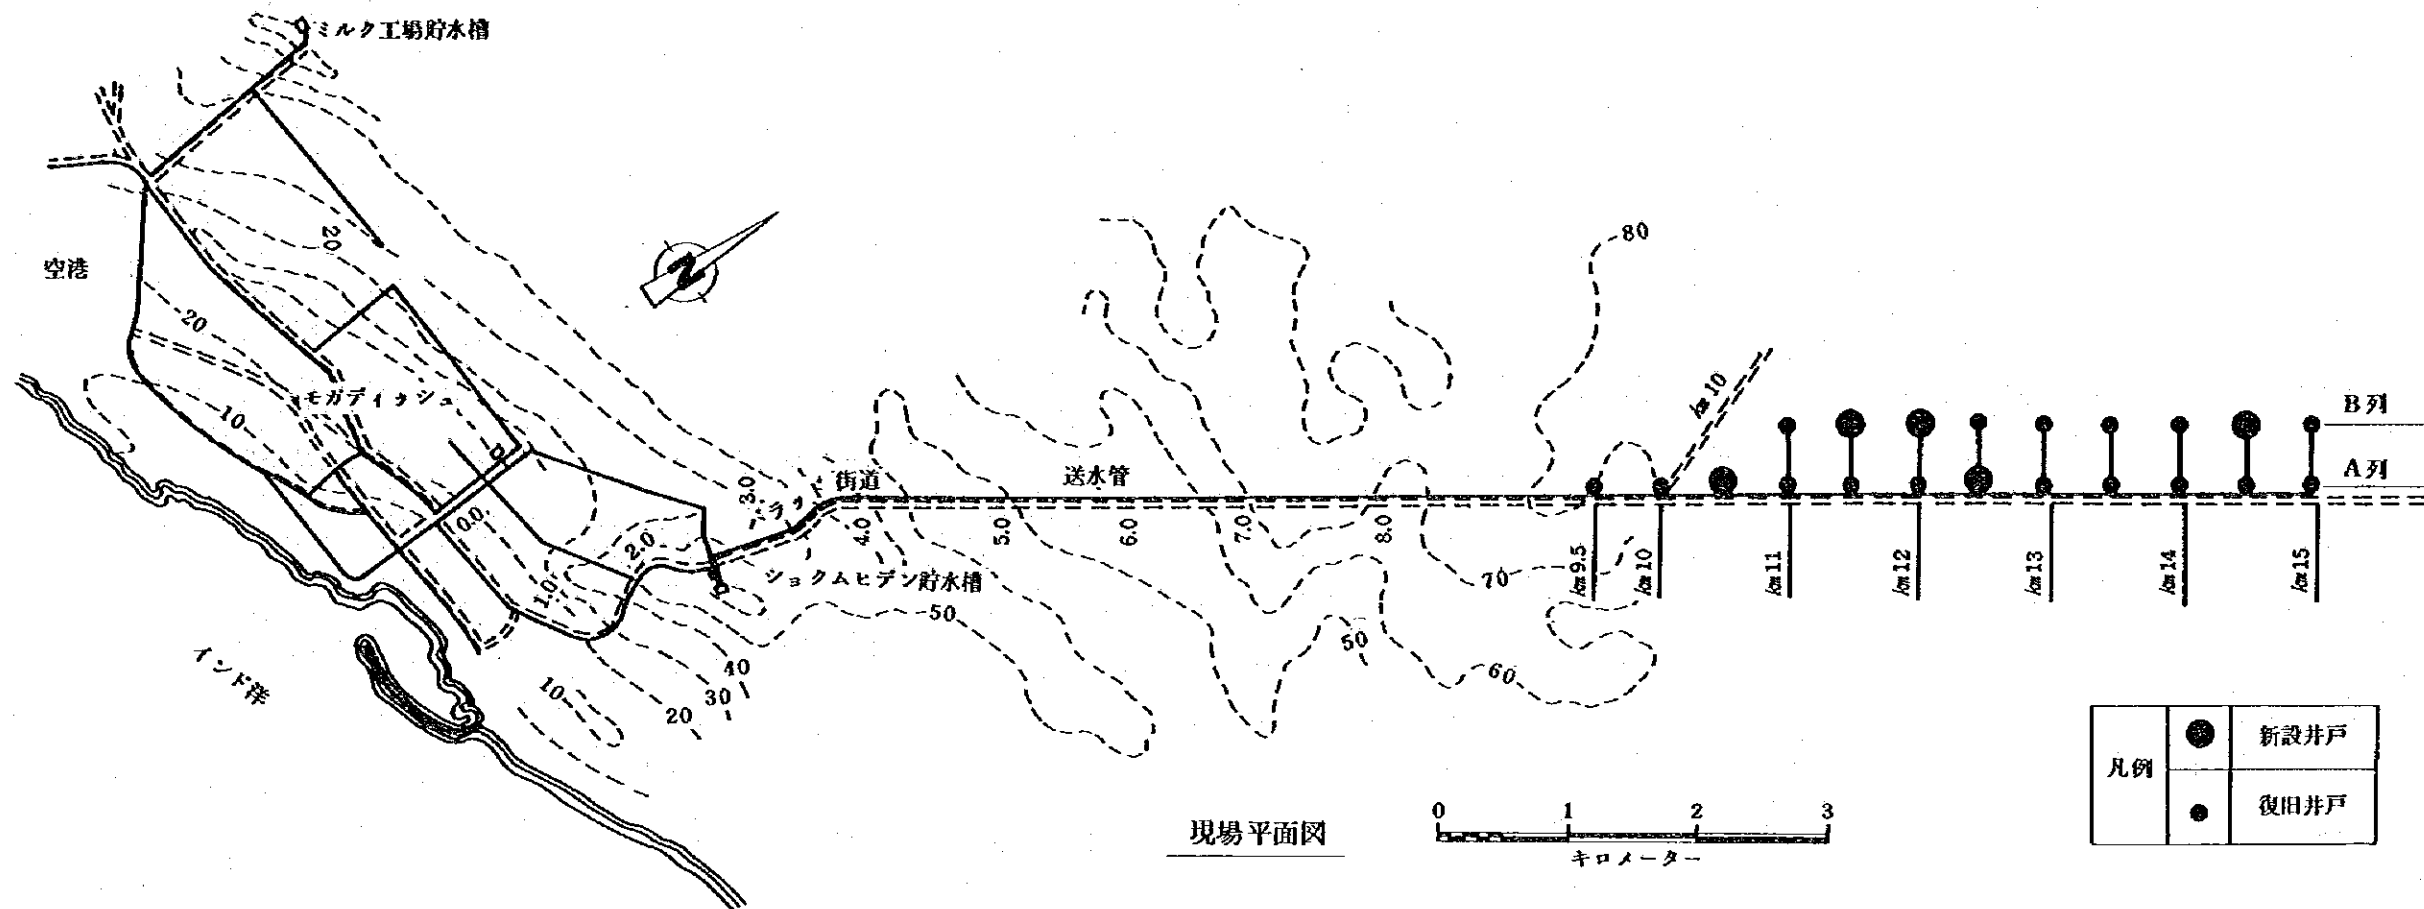 ミルク工場貯水槽
空港
20
20
10
モガディッシュ
0.0
1.0
2.0
3.0
N
街道
送水管
4.0
5.0
6.0
7.0
8.0
ショクムヒデン貯水槽
50
40
30
20
10
インド洋
80
70
60
50
km 10
km 9.5
km 10
km 11
km 12
km 13
km 14
km 15
B列
A列
凡例
新設井戸
復旧井戸
現場平面図
0 1 2 3
キロメーター